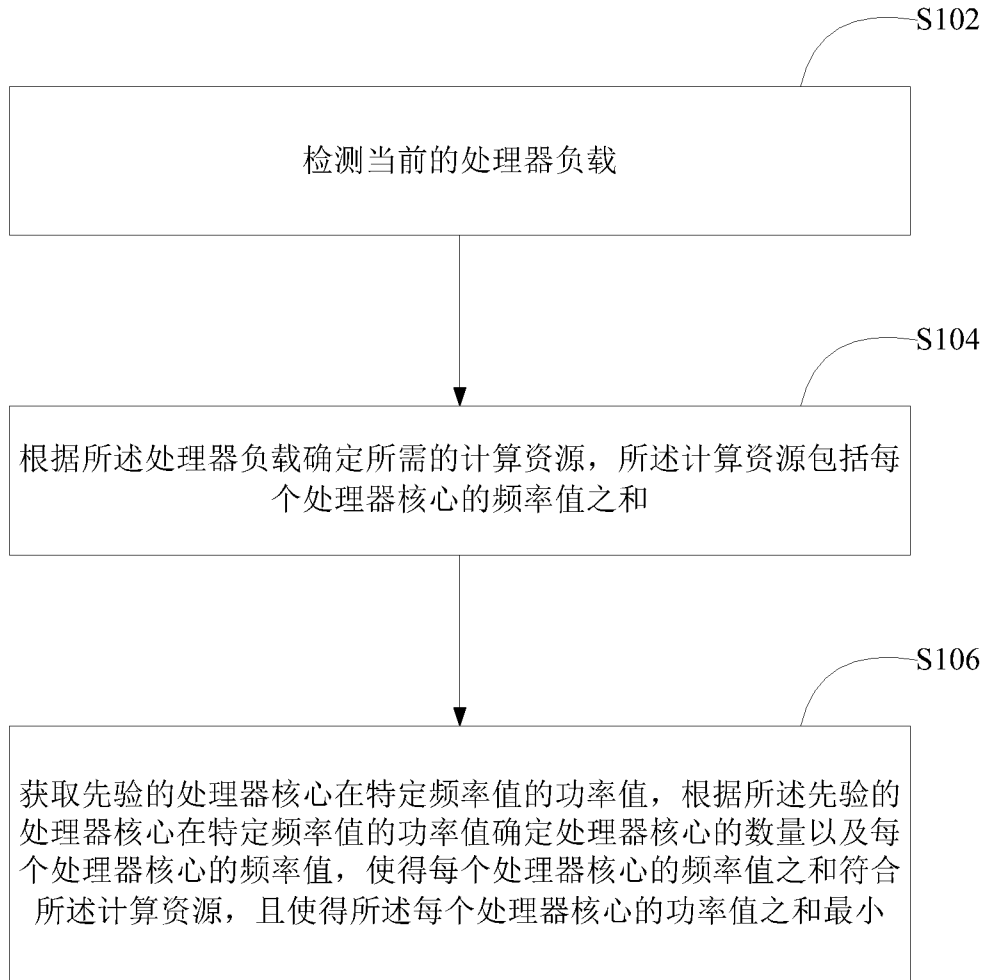 S102
检测当前的处理器负载
S104
根据所述处理器负载确定所需的计算资源，所述计算资源包括每
个处理器核心的频率值之和
S106
获取先验的处理器核心在特定频率值的功率值，根据所述先验的
处理器核心在特定频率值的功率值确定处理器核心的数量以及每
个处理器核心的频率值，使得每个处理器核心的频率值之和符合
所述计算资源，且使得所述每个处理器核心的功率值之和最小